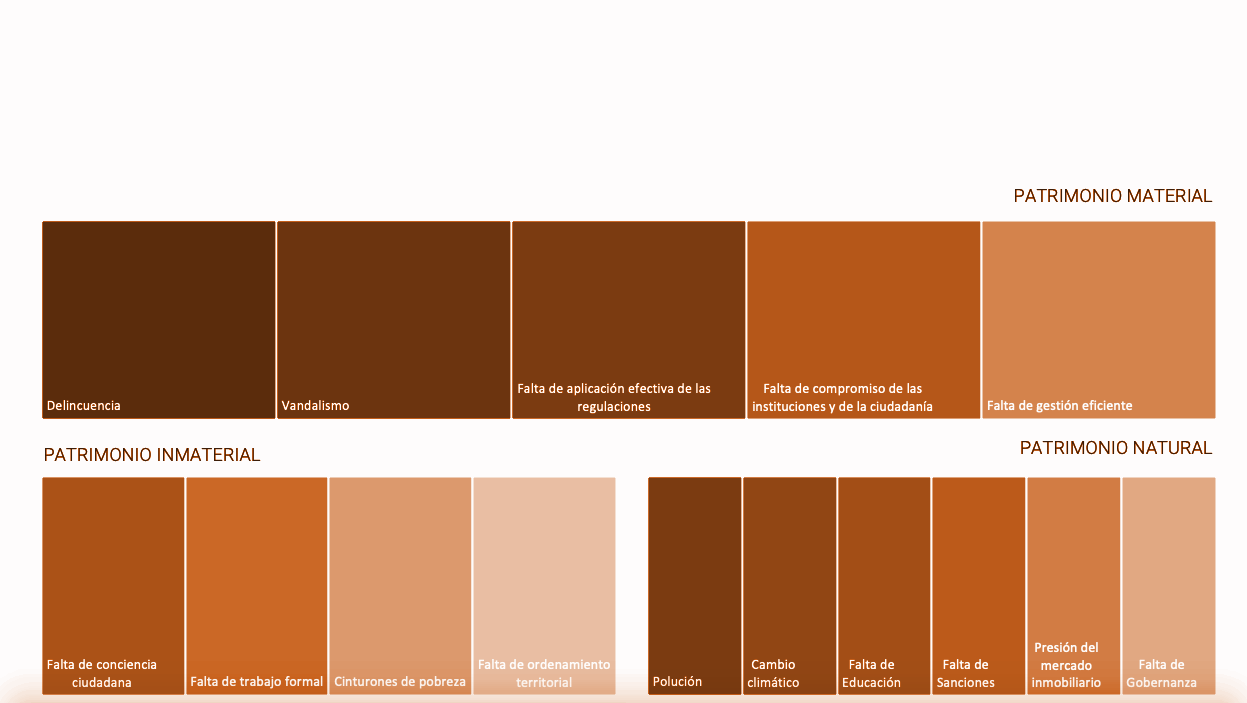 PATRIMONIO MATERIAL
Delincuencia
Vandalismo
Falta de aplicación efectiva de las
regulaciones
Falta de compromiso de las
instituciones y de la ciudadanía
Falta de gestión eficiente
PATRIMONIO INMATERIAL
Falta de conciencia
ciudadana
Falta de trabajo formal
Cinturones de pobreza
Falta de ordenamiento
territorial
PATRIMONIO NATURAL
Polución
Cambio
climático
Falta de
Educación
Falta de
Sanciones
Presión del
mercado
inmobiliario
Falta de
Gobernanza